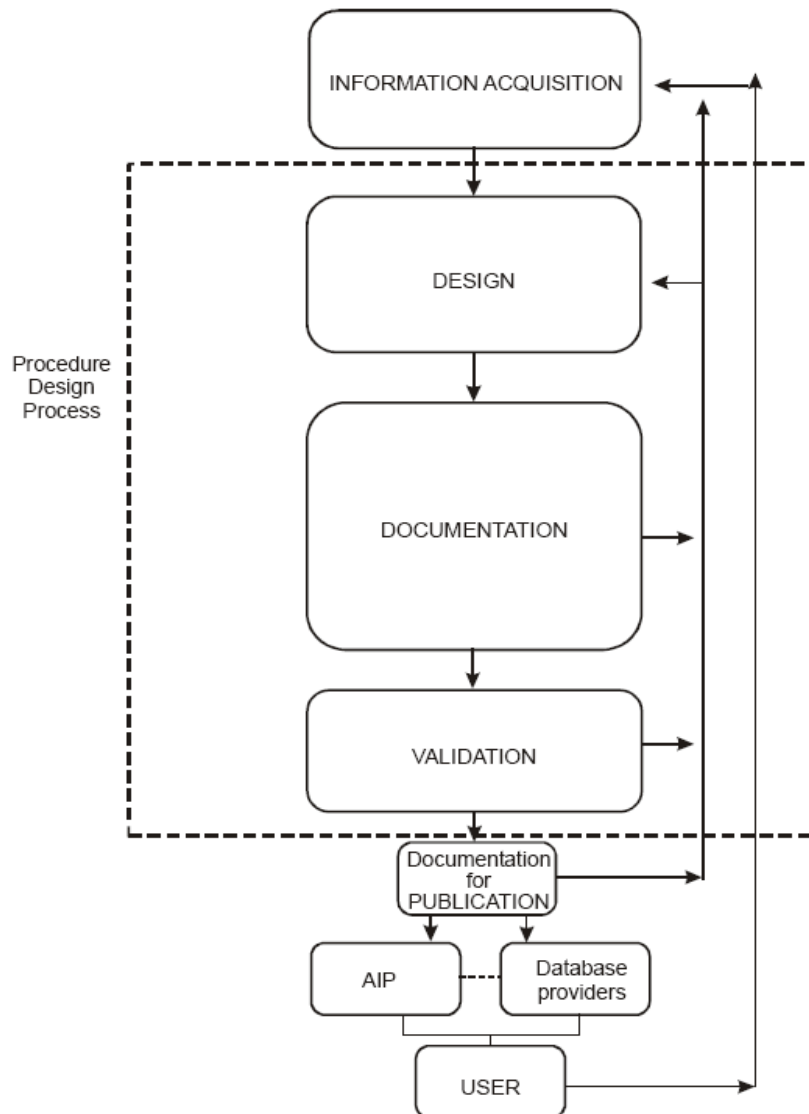 INFORMATION ACQUISITION
DESIGN
Procedure
Design
Process
DOCUMENTATION
VALIDATION
Documentation
for
PUBLICATION
AIP
Database
providers
USER